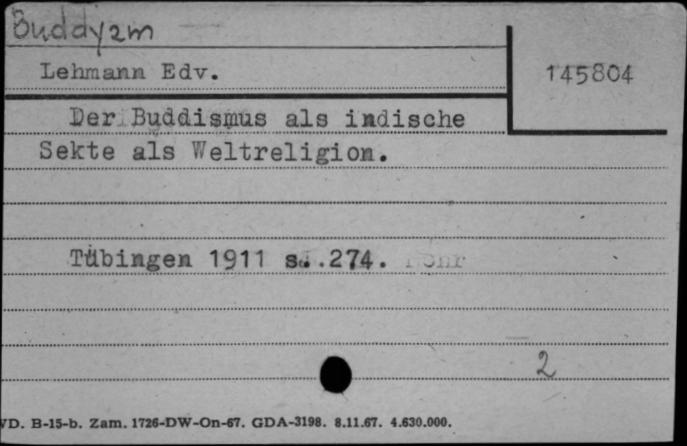 Buddyzm
Lehmann Edv.
145804
Der Buddismus als indische
Sekte als Weltreligion.
Tübingen 1911 s. .274.
2
D. B-15-b. Zam. 1726-DW-On-67. GDA-3198. 8.11.67. 4.630.000.